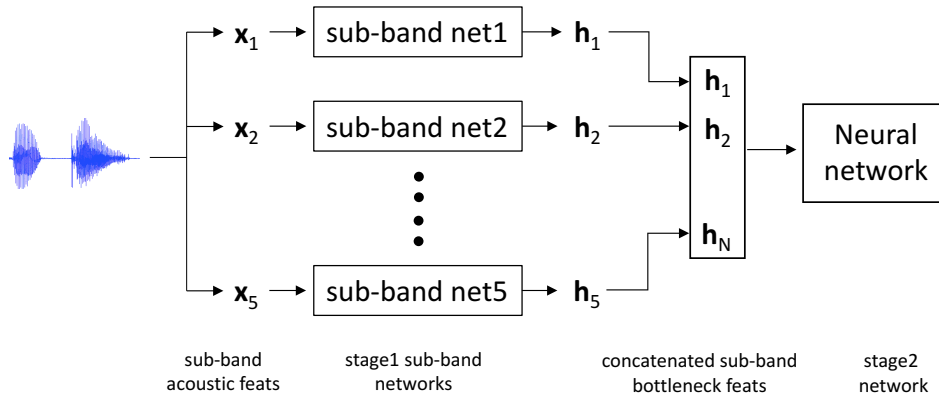 x1 sub-band net1 h1
h1
x2 sub-band net2 h2 h2
Neural
network
hN
x5 sub-band net5 h5
sub-band
acoustic feats
stage1 sub-band
networks
concatenated sub-band
bottleneck feats
stage2
network